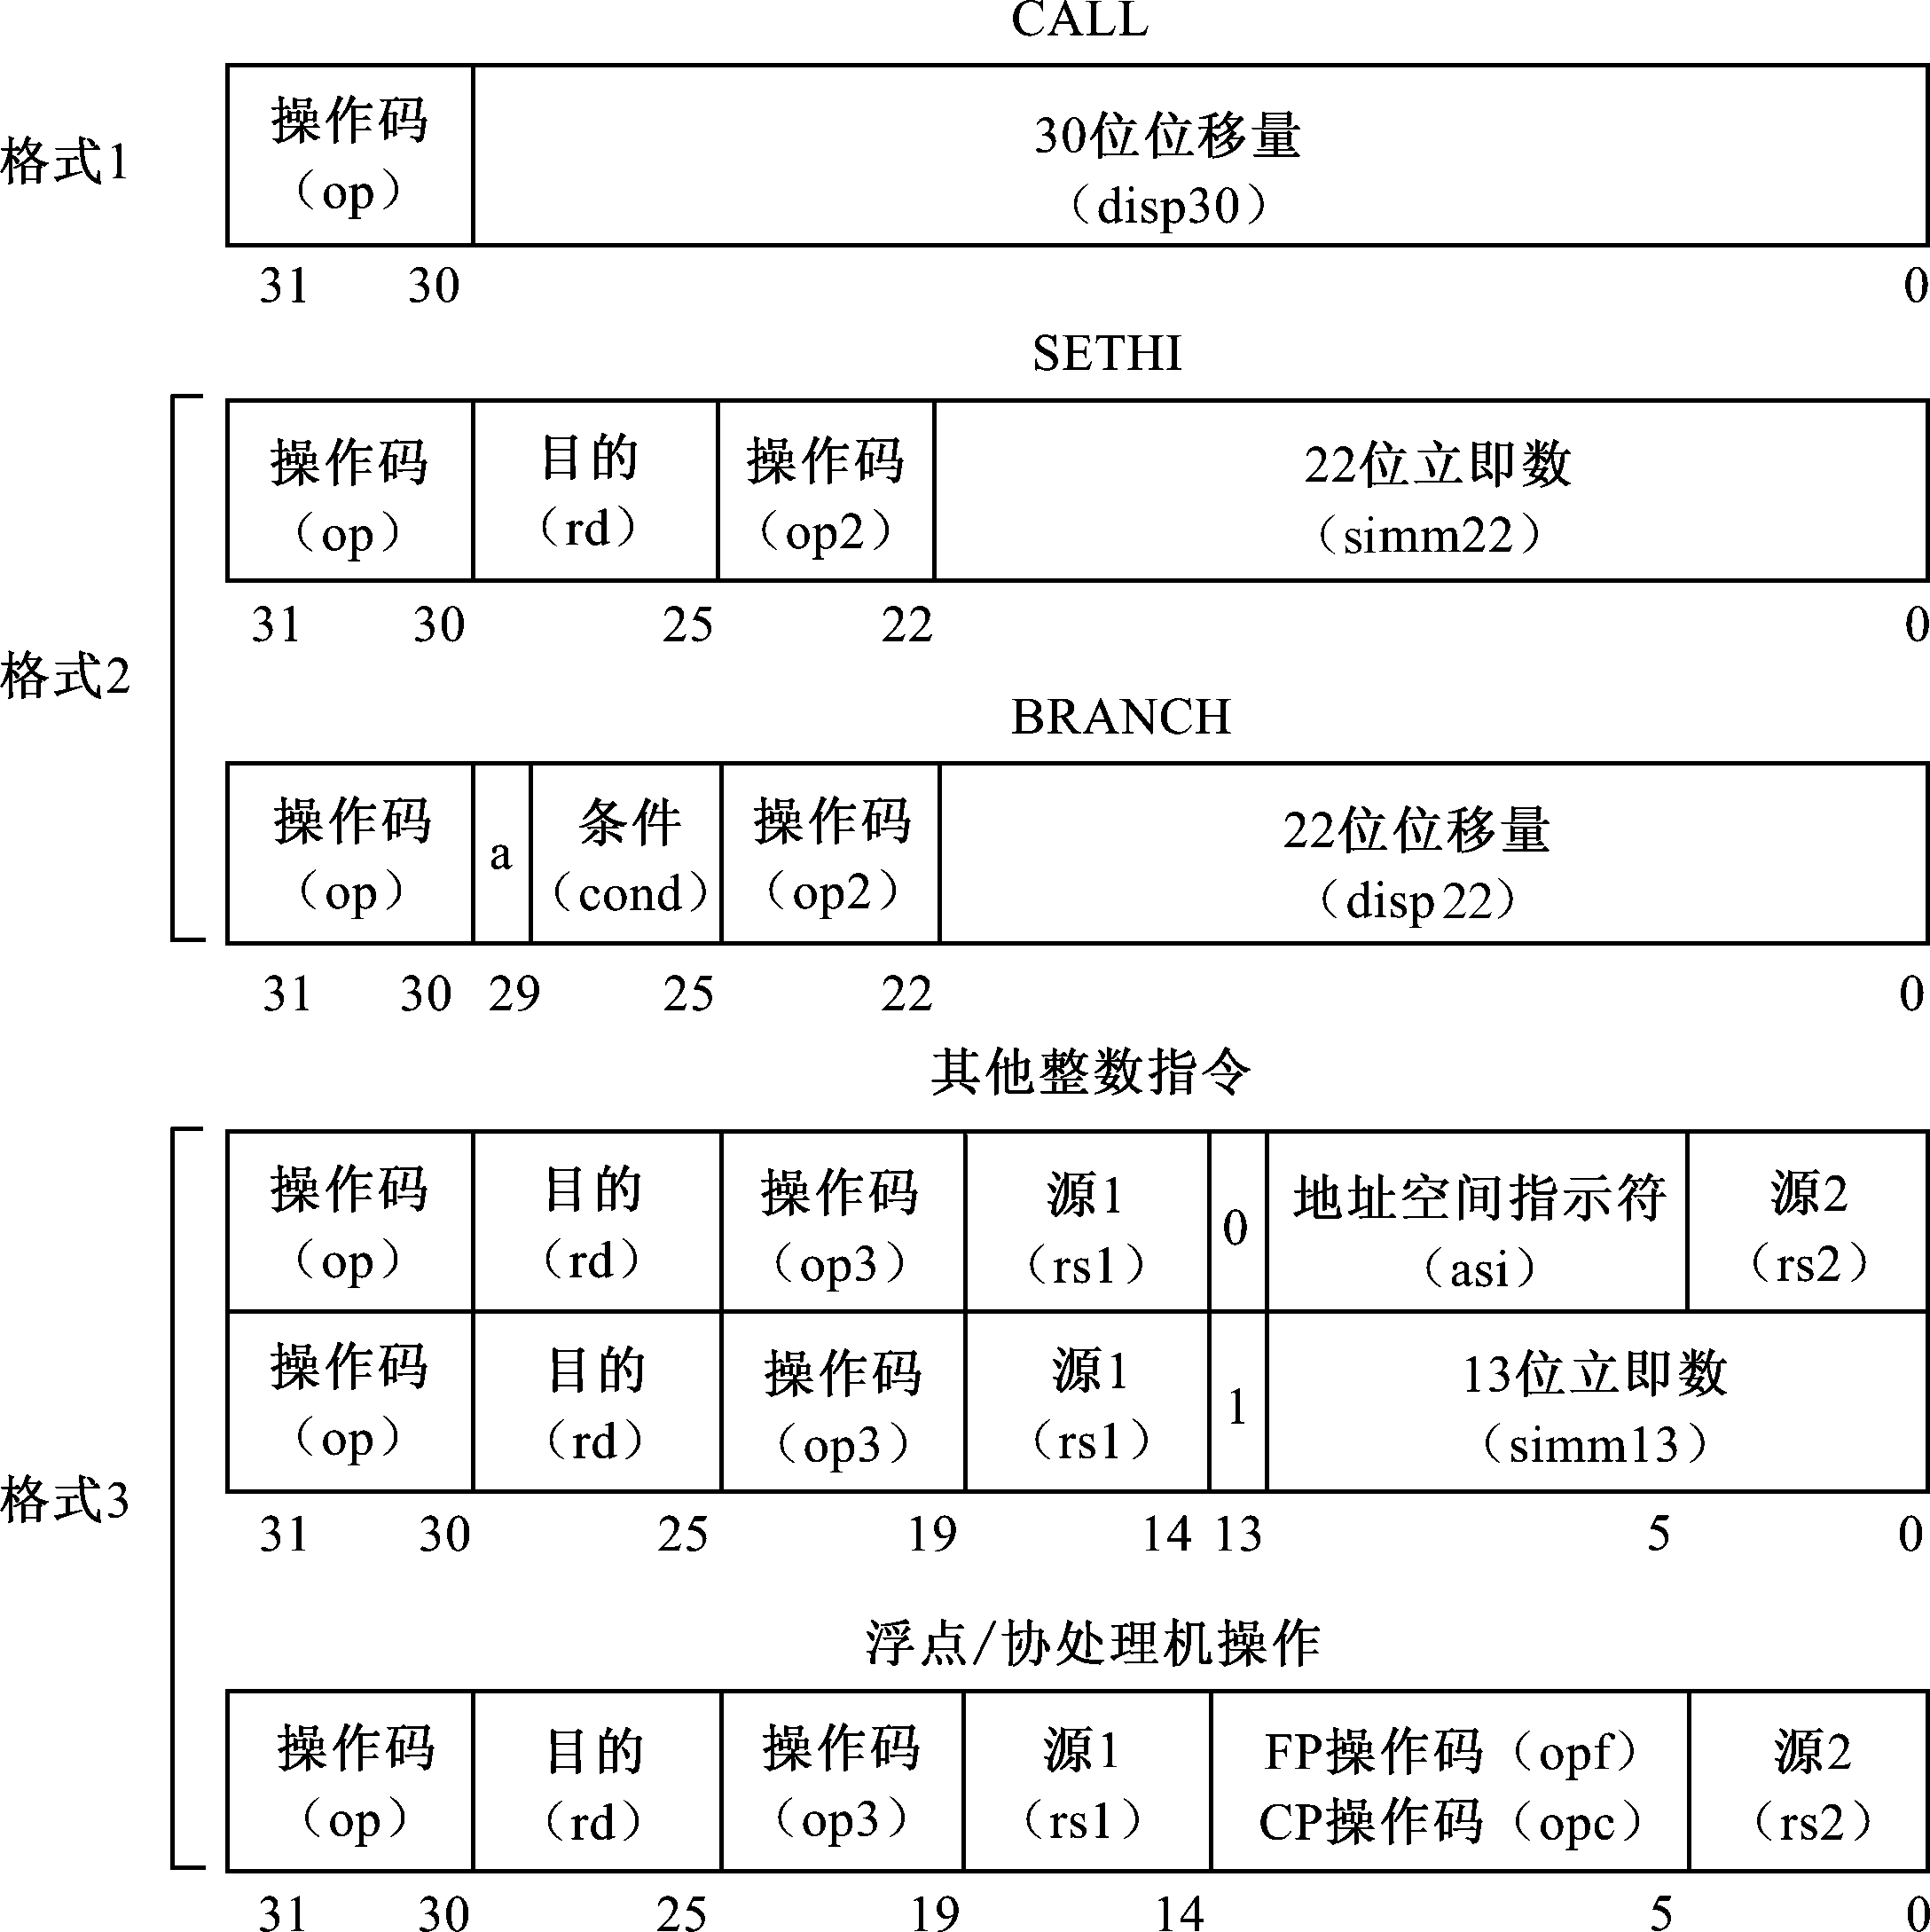 CALL
格式1
操作码
(op)
30位位移量
(disp30)
31 30 0
SETHI
格式2
操作码
(op)
目的
(rd)
操作码
(op2)
22位立即数
(simm22)
31 30 25 22 0
BRANCH
操作码
(op)
a
条件
(cond)
操作码
(op2)
22位位移量
(disp22)
31 30 29 25 22 0
其他整数指令
格式3
操作码
(op)
目的
(rd)
操作码
(op3)
源1
(rs1)
0
地址空间指示符
(asi)
源2
(rs2)
操作码
(op)
目的
(rd)
操作码
(op3)
源1
(rs1)
1
13位立即数
(simm13)
31 30 25 19 14 13 5 0
浮点/协处理机操作
操作码
(op)
目的
(rd)
操作码
(op3)
源1
(rs1)
FP操作码(opf)
CP操作码(opc)
源2
(rs2)
31 30 25 19 14 5 0